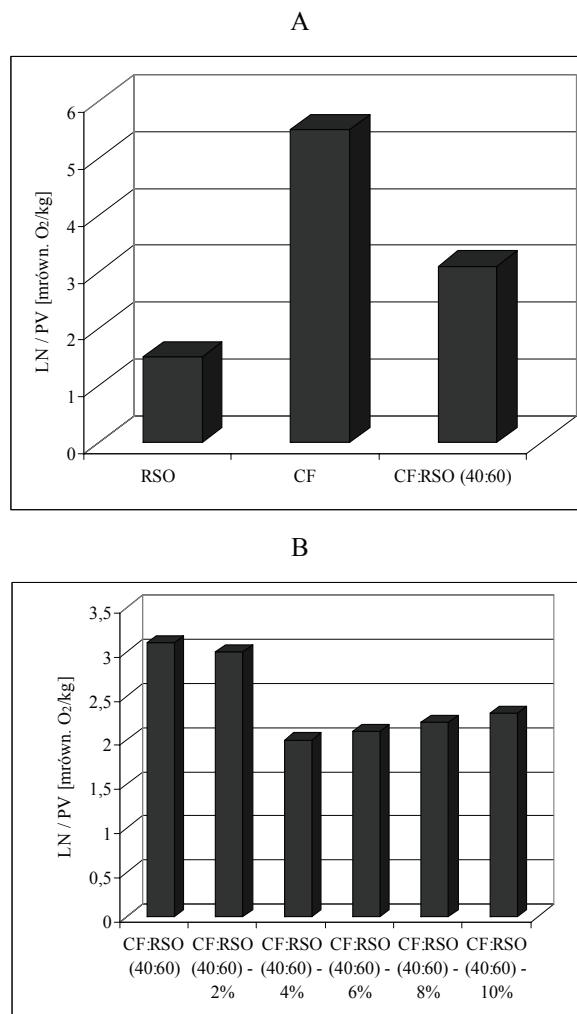 A
LN / PV [mrówn. O₂/kg]
6
5
4
3
2
1
0
RSO
CF
CF:RSO (40:60)
B
LN / PV [mrówn. O₂/kg]
3,5
3
2,5
2
1,5
1
0,5
0
CF:RSO CF:RSO CF:RSO CF:RSO CF:RSO CF:RSO
(40:60) (40:60) - (40:60) - (40:60) - (40:60) - (40:60) -
2% 4% 6% 8% 10%